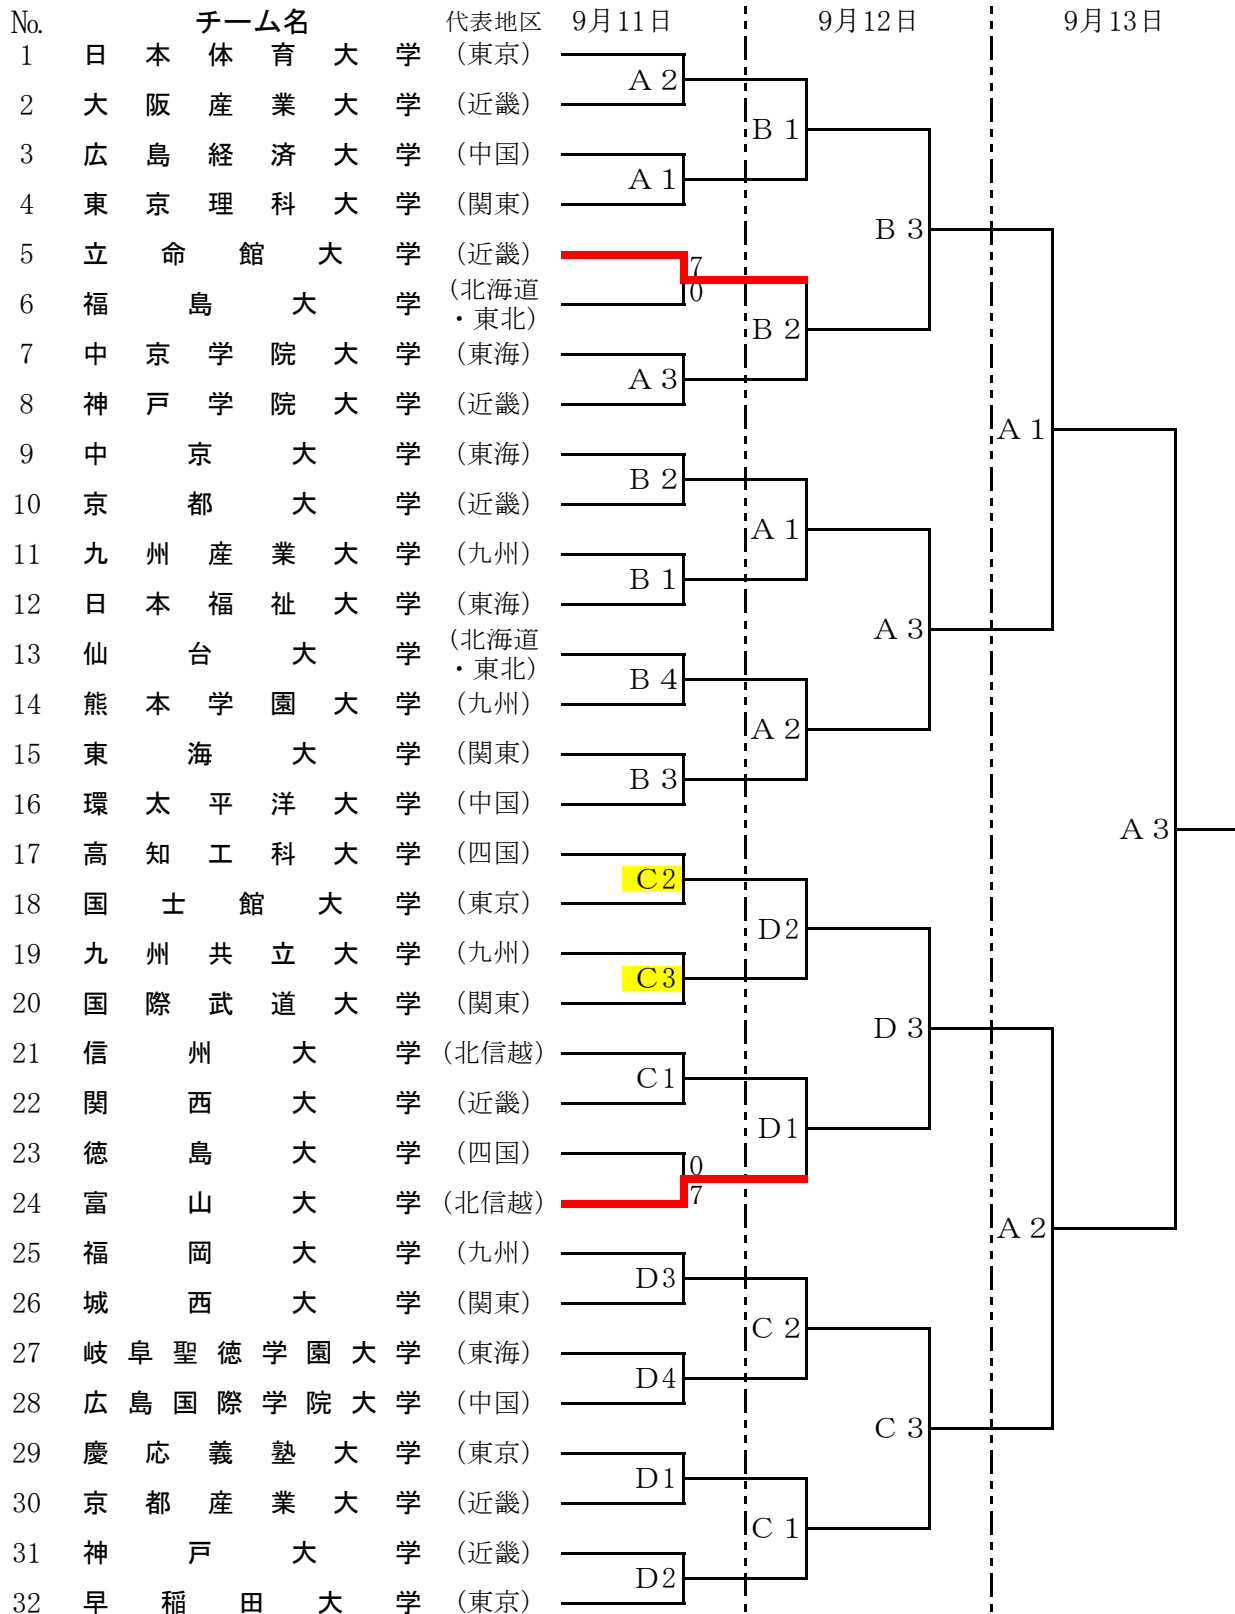 No. チーム名 代表地区 9月11日 9月12日 9月13日
1 日本体育大学 (東京)
A 2
2 大阪産業大学 (近畿)
B 1
3 広島経済大学 (中国)
A 1
4 東京理科大学 (関東)
B 3
5 立命館大学 (近畿)
7
0
6 福島大学 (北海道
・東北)
B 2
7 中京学院大学 (東海)
A 3
8 神戸学院大学 (近畿)
A 1
9 中京大学 (東海)
B 2
10 京都大学 (近畿)
A 1
11 九州産業大学 (九州)
B 1
12 日本福祉大学 (東海)
A 3
13 仙台大学 (北海道
・東北)
B 4
14 熊本学園大学 (九州)
A 2
15 東海大学 (関東)
B 3
16 環太平洋大学 (中国)
A 3
17 高知工科大学 (四国)
C2
18 国士館大学 (東京)
D2
19 九州共立大学 (九州)
C3
20 国際武道大学 (関東)
D 3
21 信州大学 (北信越)
C1
22 関西大学 (近畿)
D1
23 徳島大学 (四国)
0
7
24 富山大学 (北信越)
A 2
25 福岡大学 (九州)
D3
26 城西大学 (関東)
C 2
27 岐阜聖徳学園大学 (東海)
D4
28 広島国際学院大学 (中国)
C 3
29 慶応義塾大学 (東京)
D1
30 京都産業大学 (近畿)
C 1
31 神戸大学 (近畿)
D2
32 早稲田大学 (東京)